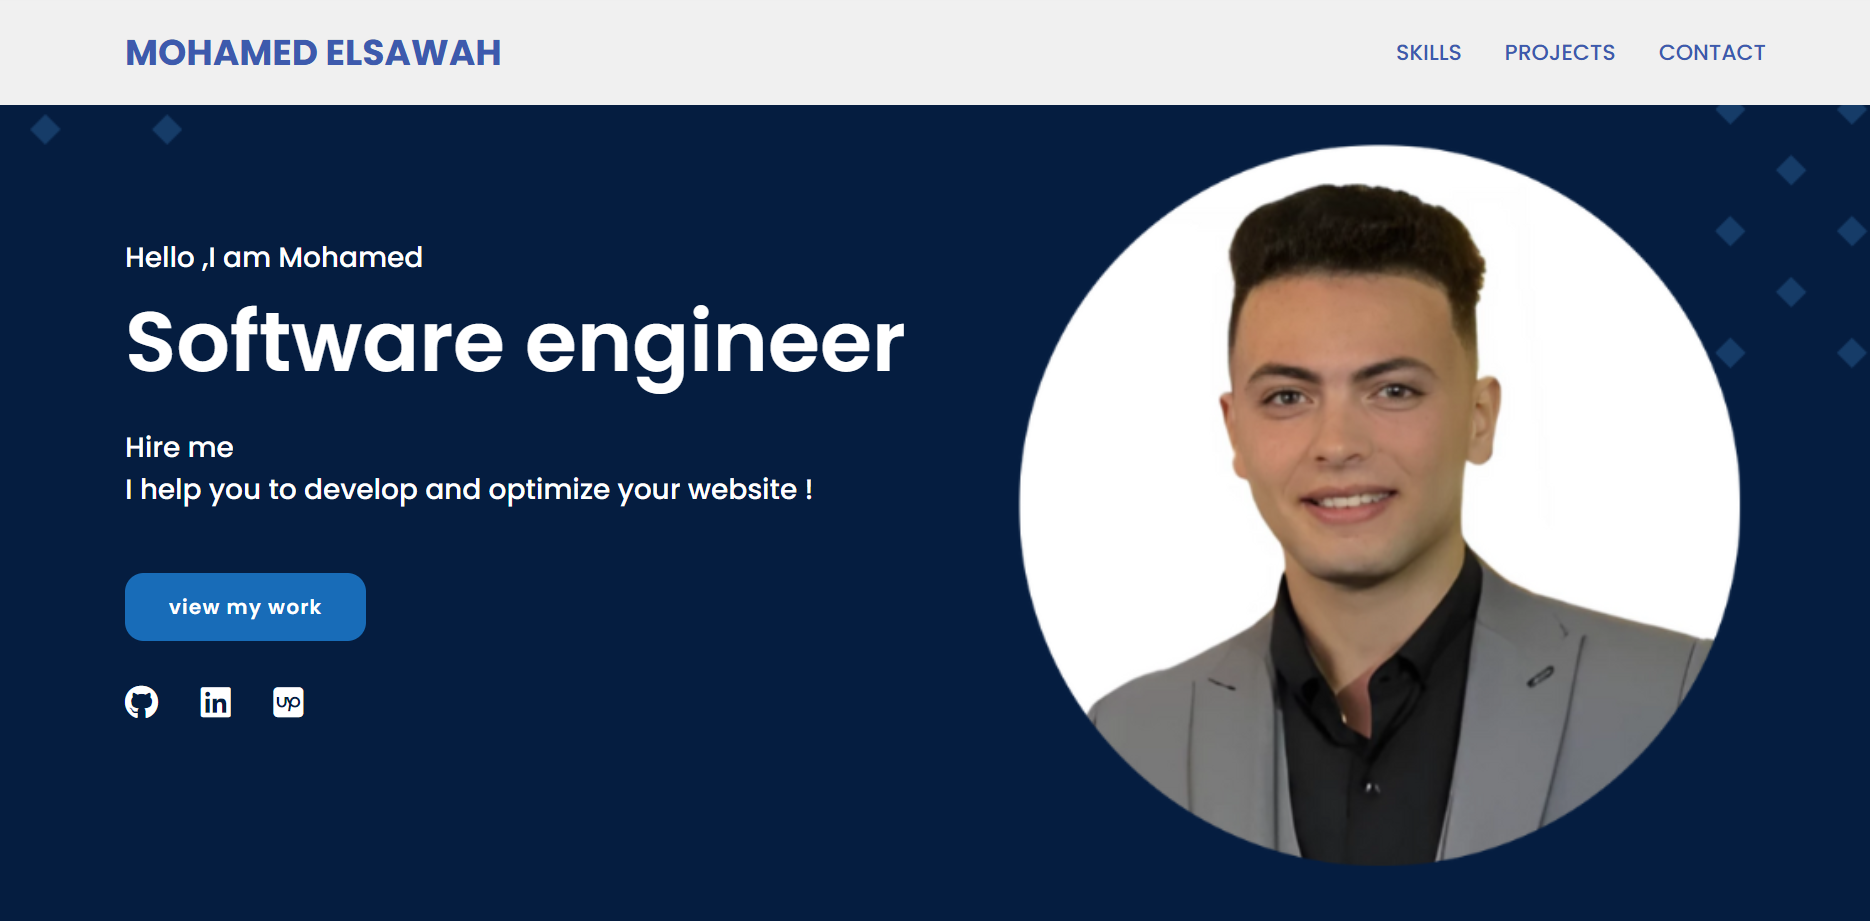 MOHAMED ELSAWAH
SKILLS PROJECTS CONTACT
Hello ,I am Mohamed
Software engineer
Hire me
I help you to develop and optimize your website !
view my work
in
up